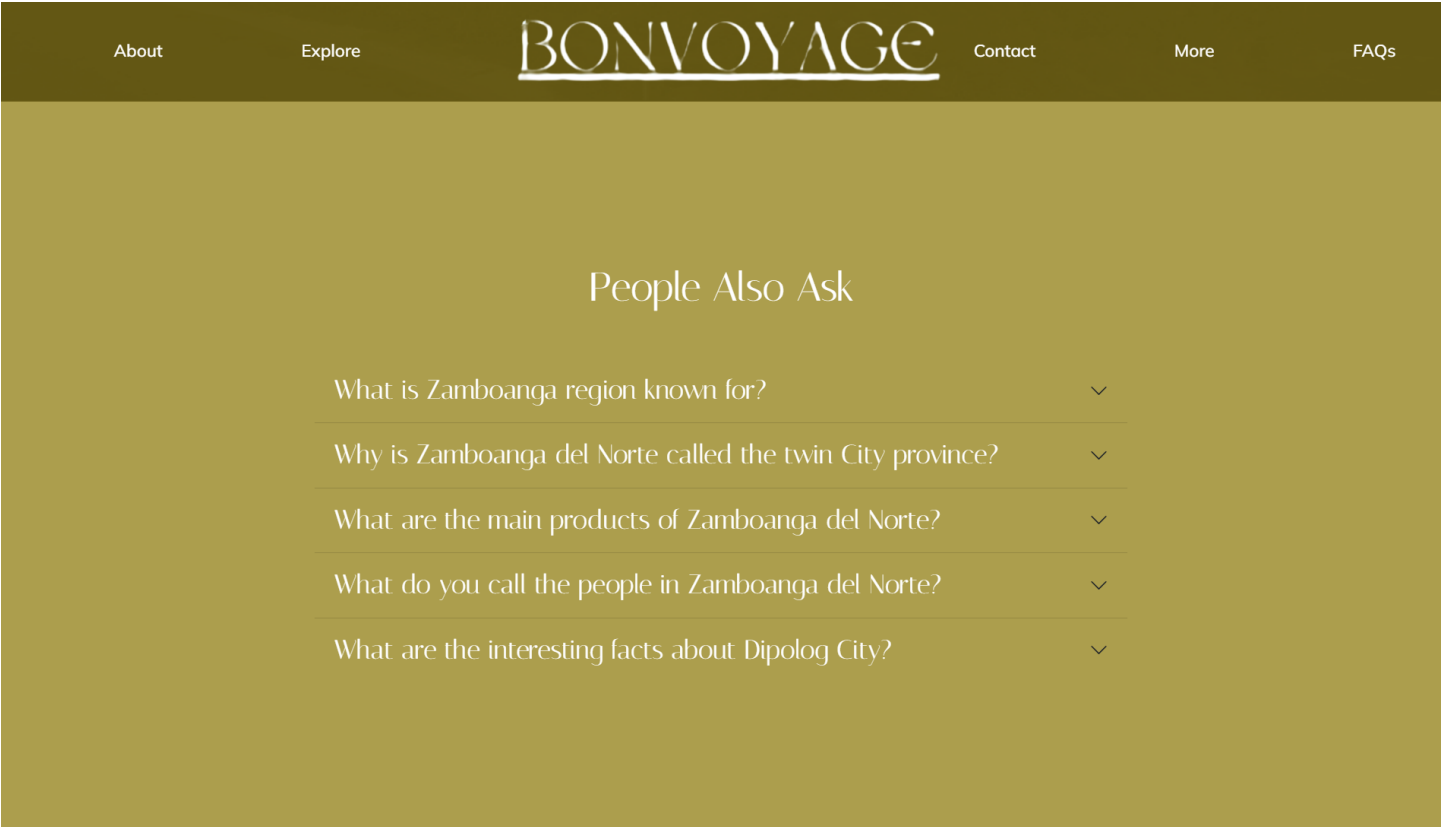 About
Explore
BONVOYAGE
Contact
More
FAQs
People Also Ask
What is Zamboanga region known for?
Why is Zamboanga del Norte called the twin City province?
What are the main products of Zamboanga del Norte?
What do you call the people in Zamboanga del Norte?
What are the interesting facts about Dipolog City?